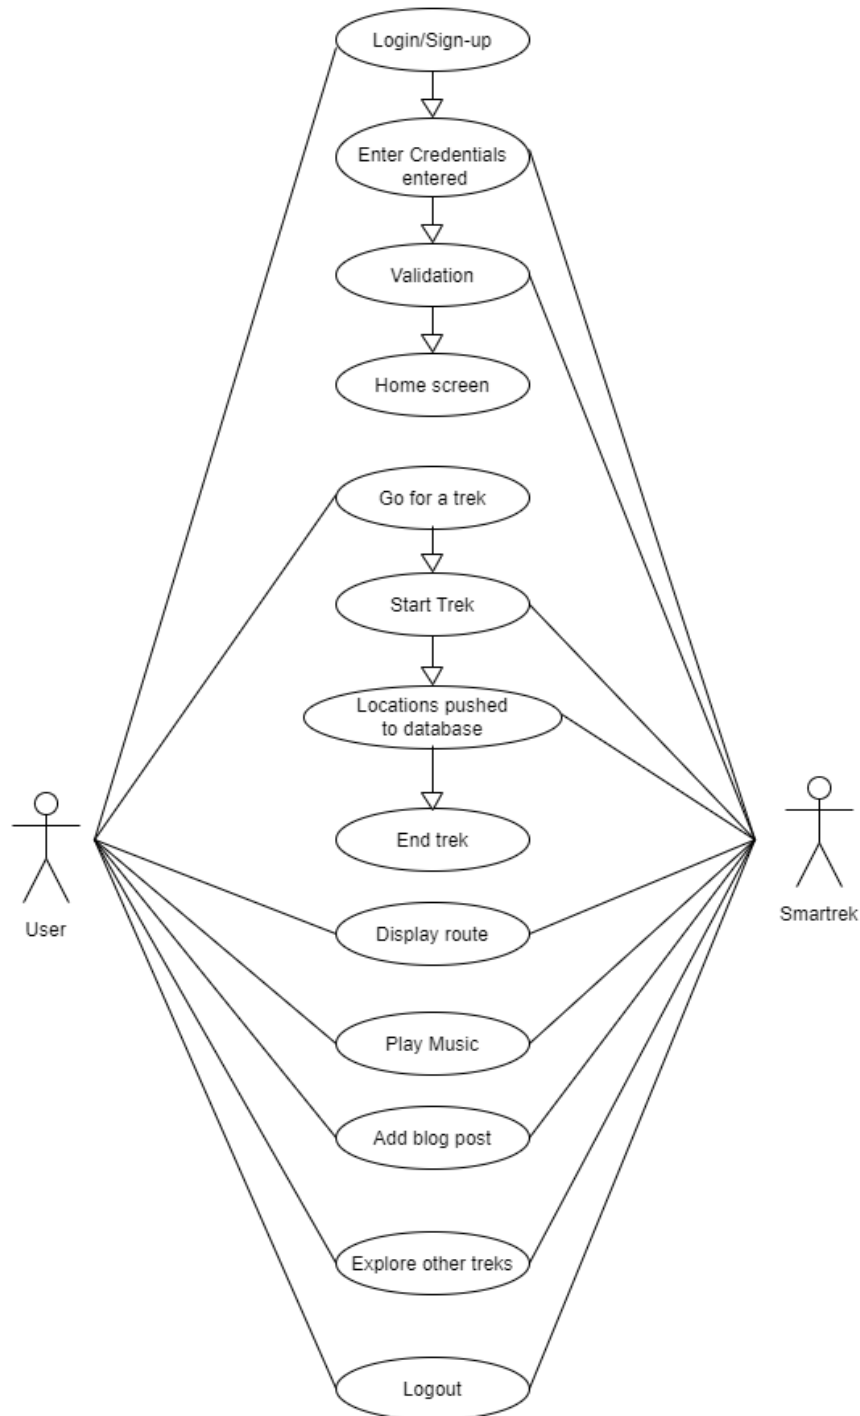 Login/Sign-up
Enter Credentials
entered
Validation
Home screen
Go for a trek
Start Trek
Locations pushed
to database
End trek
User
Smartrek
Display route
Play Music
Add blog post
Explore other treks
Logout